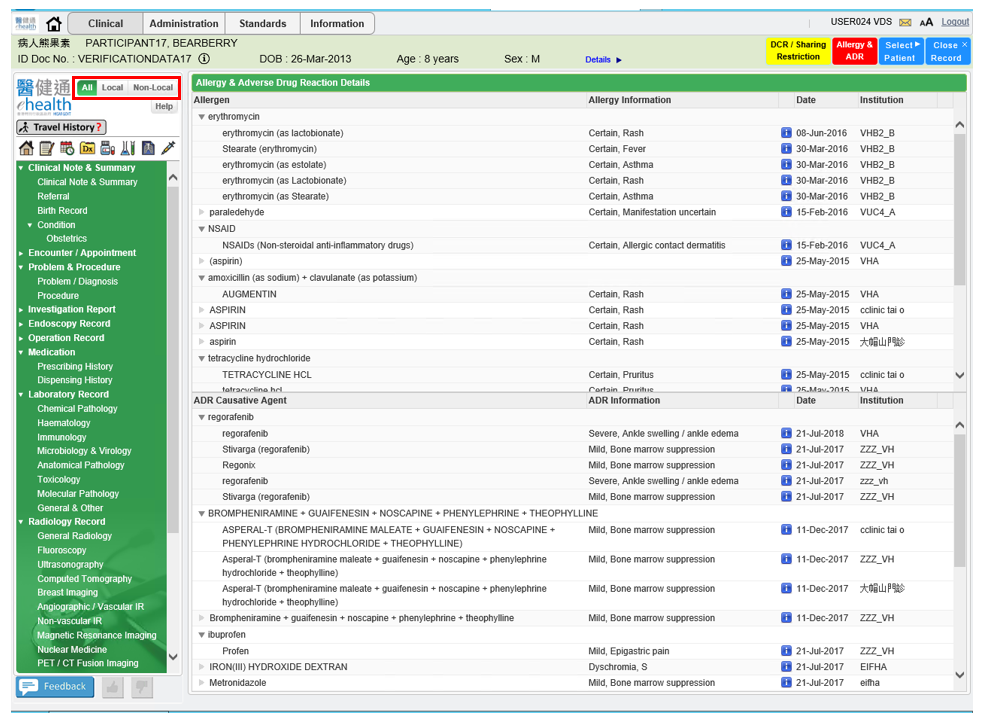 醫健通
ehealth
Clinical Administration Standards Information
USER024 VDS AA Logout
病人熊果素 PARTICIPANT17, BEARBERRY
ID Doc No. : VERIFICATIONDATA17 DOB : 26-Mar-2013 Age : 8 years Sex : M Details ▶
DCR / Sharing Restriction
Allergy & ADR
Select Patient
Close × Record
醫健通
ehealth
All Local Non-Local
Help
Travel History ?
Dx
Clinical Note & Summary
Clinical Note & Summary
Referral
Birth Record
Condition
Obstetrics
Encounter / Appointment
Problem & Procedure
Problem / Diagnosis
Procedure
Investigation Report
Endoscopy Record
Operation Record
Medication
Prescribing History
Dispensing History
Laboratory Record
Chemical Pathology
Haematology
Immunology
Microbiology & Virology
Anatomical Pathology
Toxicology
Molecular Pathology
General & Other
Radiology Record
General Radiology
Fluoroscopy
Ultrasonography
Computed Tomography
Breast Imaging
Angiographic / Vascular IR
Non-vascular IR
Magnetic Resonance Imaging
Nuclear Medicine
PET / CT Fusion Imaging
Feedback
Allergy & Adverse Drug Reaction Details
Allergen Allergy Information Date Institution
erythromycin
erythromycin (as lactobionate) Certain, Rash 08-Jun-2016 VHB2_B
Stearate (erythromycin) Certain, Fever 30-Mar-2016 VHB2_B
erythromycin (as estolate) Certain, Asthma 30-Mar-2016 VHB2_B
erythromycin (as Lactobionate) Certain, Rash 30-Mar-2016 VHB2_B
erythromycin (as Stearate) Certain, Asthma 30-Mar-2016 VHB2_B
paraledehyde Certain, Manifestation uncertain 15-Feb-2016 VUC4_A
NSAID
NSAIDs (Non-steroidal anti-inflammatory drugs) Certain, Allergic contact dermatitis 15-Feb-2016 VUC4_A
(aspirin) 25-May-2015 VHA
amoxicillin (as sodium) + clavulanate (as potassium)
AUGMENTIN Certain, Rash 25-May-2015 VHA
ASPIRIN Certain, Rash 25-May-2015 cclinic tai o
ASPIRIN Certain, Rash 25-May-2015 VHA
aspirin Certain, Rash 25-May-2015 大帽山門診
tetracycline hydrochloride
TETRACYCLINE HCL Certain, Pruritus 25-May-2015 cclinic tai o
tetracycline hcl Certain, Pruritus 25-May-2015 VHA
ADR Causative Agent ADR Information Date Institution
regorafenib
regorafenib Severe, Ankle swelling / ankle edema 21-Jul-2018 VHA
Stivarga (regorafenib) Mild, Bone marrow suppression 21-Jul-2017 ZZZ_VH
Regonix Mild, Bone marrow suppression 21-Jul-2017 ZZZ_VH
regorafenib Severe, Ankle swelling / ankle edema 21-Jul-2017 zzz_vh
Stivarga (regorafenib) Mild, Bone marrow suppression 21-Jul-2017 ZZZ_VH
BROMPHENIRAMINE + GUAIFENESIN + NOSCAPINE + PHENYLEPHRINE + THEOPHYLLINE
ASPERAL-T (BROMPHENIRAMINE MALEATE + GUAIFENESIN + NOSCAPINE + Mild, Bone marrow suppression 11-Dec-2017 cclinic tai o
PHENYLEPHRINE HYDROCHLORIDE + THEOPHYLLINE)
Asperal-T (brompheniramine maleate + guaifenesin + noscapine + phenylephrine Mild, Bone marrow suppression 11-Dec-2017 ZZZ_VH
hydrochloride + theophylline)
Asperal-T (brompheniramine maleate + guaifenesin + noscapine + phenylephrine Mild, Bone marrow suppression 11-Dec-2017 大帽山門診
hydrochloride + theophylline)
Brompheniramine + guaifenesin + noscapine + phenylephrine + theophylline Mild, Bone marrow suppression 11-Dec-2017 ZZZ_VH
ibuprofen
Profen Mild, Epigastric pain 21-Jul-2017 ZZZ_VH
IRON(III) HYDROXIDE DEXTRAN Dyschromia, S 21-Jul-2017 EIFHA
Metronidazole Mild, Bone marrow suppression 21-Jul-2017 eifha